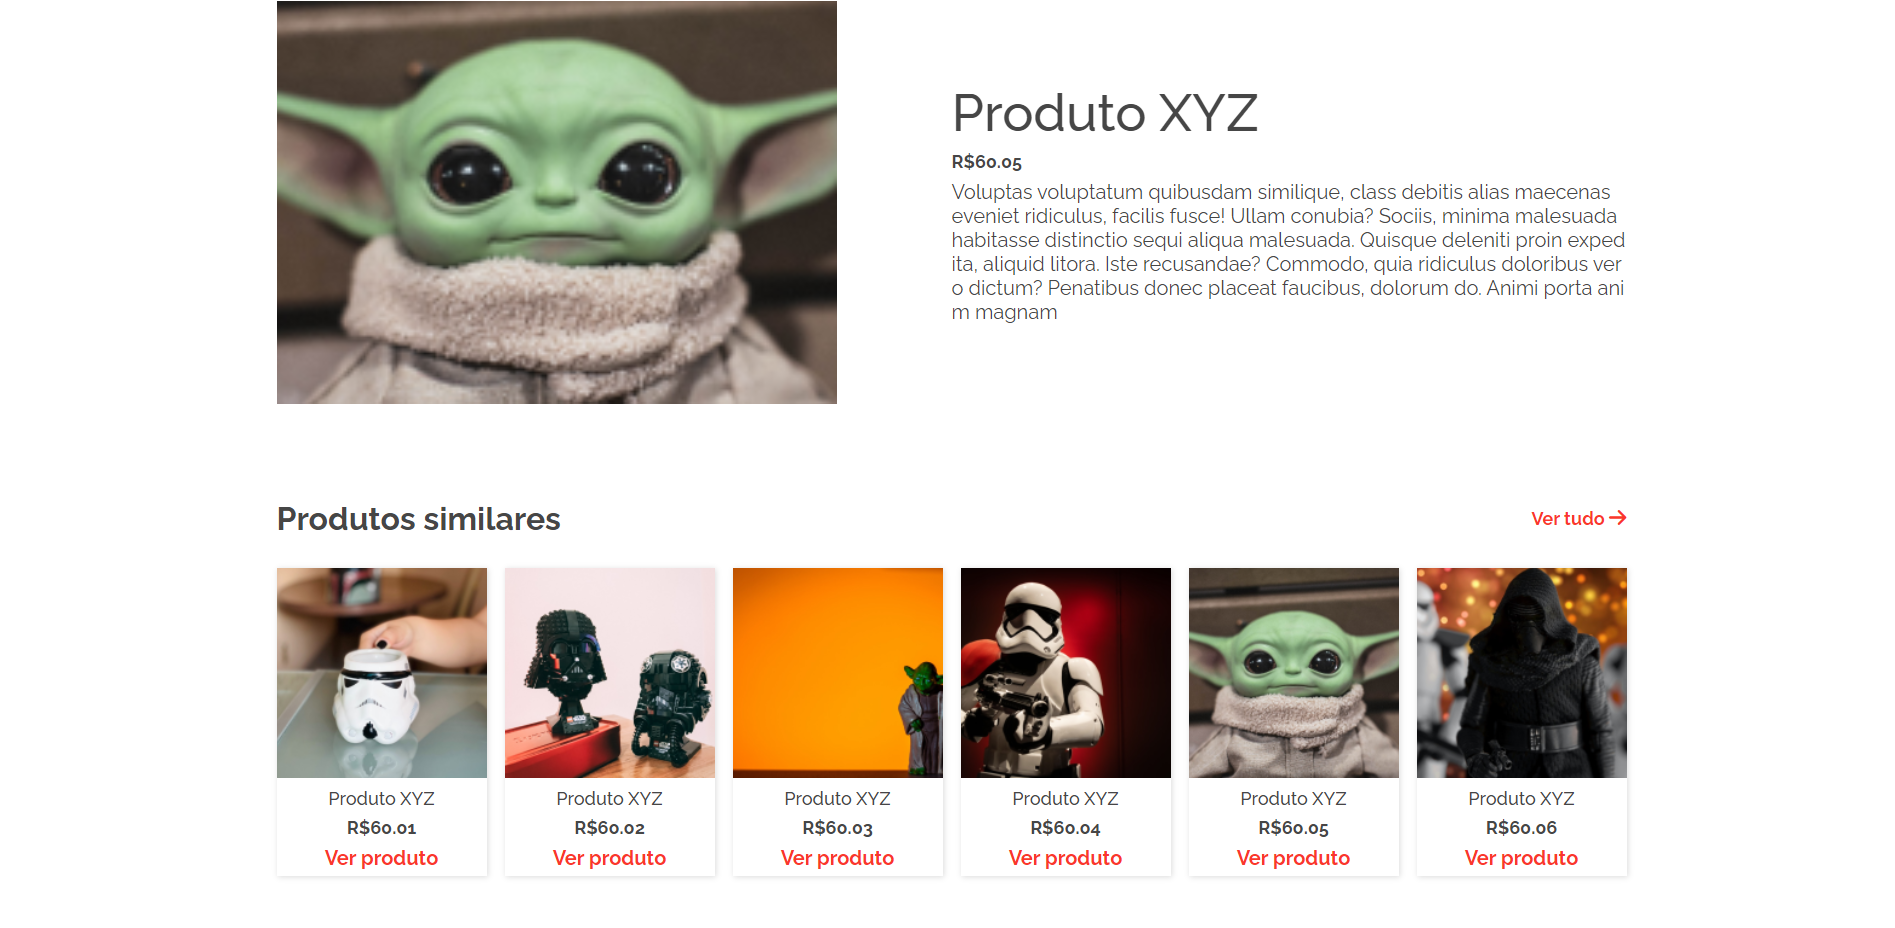 Produto XYZ
R$60.05
Voluptas voluptatum quibusdam similique, class debitis alias maecenas
eveniet ridiculus, facilis fusce! Ullam conubia? Sociis, minima malesuada
habitasse distinctio sequi aliqua malesuada. Quisque deleniti proin exped
ita, aliquid litora. Iste recusandae? Commodo, quia ridiculus doloribus ver
o dictum? Penatibus donec placeat faucibus, dolorum do. Animi porta ani
m magnam
Produtos similares
Ver tudo →
Produto XYZ
R$60.01
Ver produto
Produto XYZ
R$60.02
Ver produto
Produto XYZ
R$60.03
Ver produto
Produto XYZ
R$60.04
Ver produto
Produto XYZ
R$60.05
Ver produto
Produto XYZ
R$60.06
Ver produto